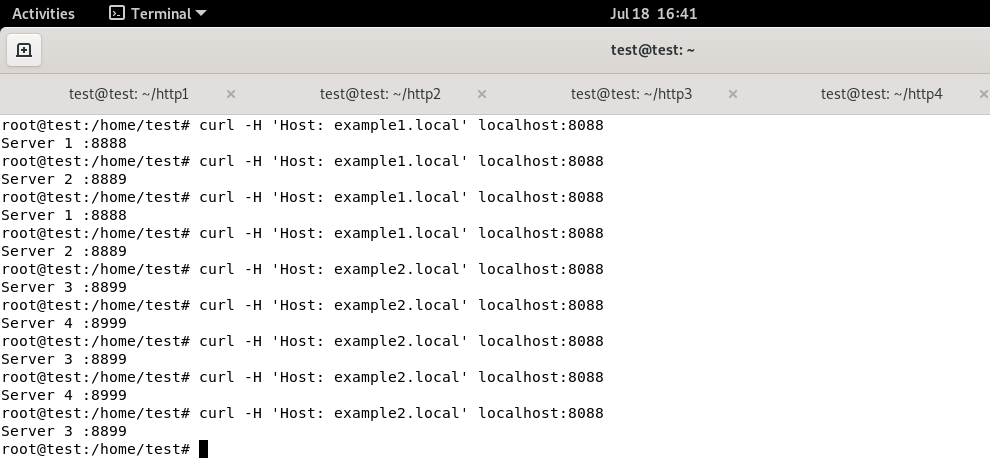 Activities Terminal Jul 18 16:41
test@test: ~
test@test: ~/http1 × test@test: ~/http2 × test@test: ~/http3 × test@test: ~/http4 ×
root@test:/home/test# curl -H 'Host: example1.local' localhost:8088
Server 1 :8888
root@test:/home/test# curl -H 'Host: example1.local' localhost:8088
Server 2 :8889
root@test:/home/test# curl -H 'Host: example1.local' localhost:8088
Server 1 :8888
root@test:/home/test# curl -H 'Host: example1.local' localhost:8088
Server 2 :8889
root@test:/home/test# curl -H 'Host: example2.local' localhost:8088
Server 3 :8899
root@test:/home/test# curl -H 'Host: example2.local' localhost:8088
Server 4 :8999
root@test:/home/test# curl -H 'Host: example2.local' localhost:8088
Server 3 :8899
root@test:/home/test# curl -H 'Host: example2.local' localhost:8088
Server 4 :8999
root@test:/home/test# curl -H 'Host: example2.local' localhost:8088
Server 3 :8899
root@test:/home/test#